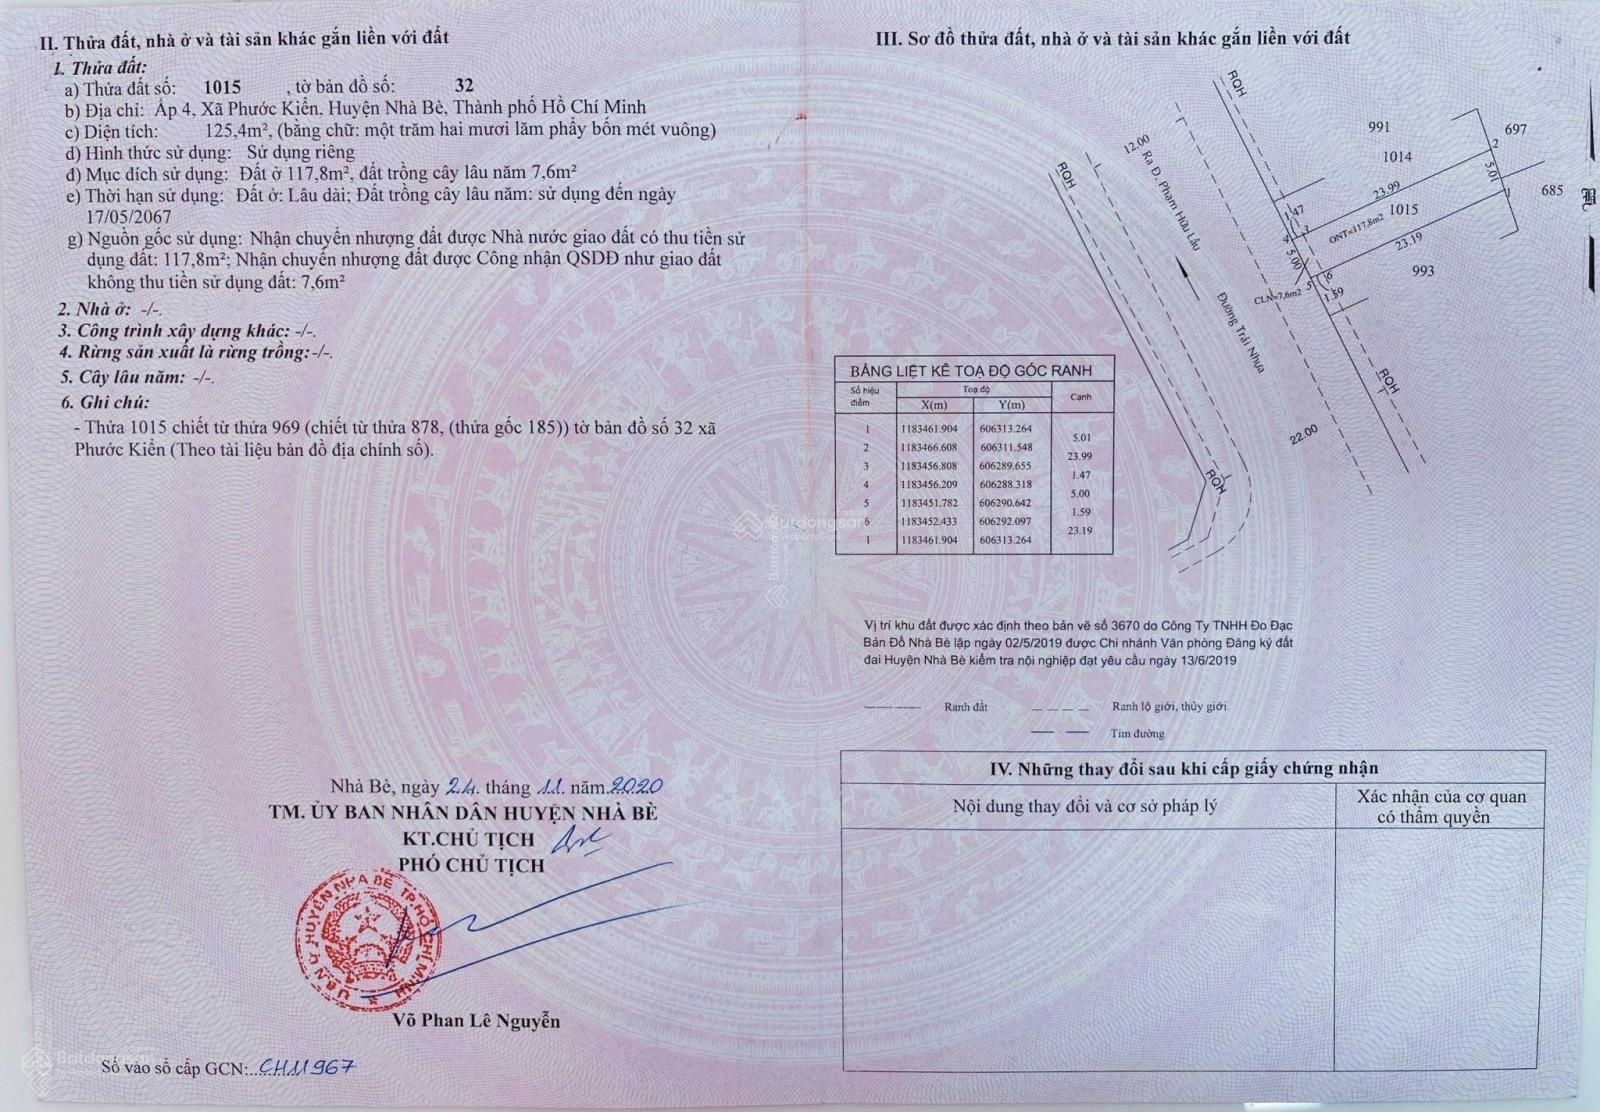 II. Thửa đất, nhà ở và tài sản khác gắn liền với đất
1. Thửa đất:
a) Thửa đất số: 1015 , tờ bản đồ số: 32
b) Địa chỉ: Ấp 4, Xã Phước Kiển, Huyện Nhà Bè, Thành phố Hồ Chí Minh
c) Diện tích: 125,4m², (bằng chữ: một trăm hai mươi lăm phẩy bốn mét vuông)
d) Hình thức sử dụng: Sử dụng riêng
đ) Mục đích sử dụng: Đất ở 117,8m², đất trồng cây lâu năm 7,6m²
e) Thời hạn sử dụng: Đất ở: Lâu dài; Đất trồng cây lâu năm: sử dụng đến ngày
17/05/2067
g) Nguồn gốc sử dụng: Nhận chuyển nhượng đất được Nhà nước giao đất có thu tiền sử
dụng đất: 117,8m²; Nhận chuyển nhượng đất được Công nhận QSDĐ như giao đất
không thu tiền sử dụng đất: 7,6m²
2. Nhà ở: -/-.
3. Công trình xây dựng khác: -/-.
4. Rừng sản xuất là rừng trồng:-/-.
5. Cây lâu năm: -/-.
6. Ghi chú:
- Thửa 1015 chiết từ thửa 969 (chiết từ thửa 878, (thửa gốc 185)) tờ bản đồ số 32 xã
Phước Kiển (Theo tài liệu bản đồ địa chính số).
Nhà Bè, ngày 24. tháng 11. năm.2020
TM. ỦY BAN NHÂN DÂN HUYỆN NHÀ BÈ
KT.CHỦ TỊCH
PHÓ CHỦ TỊCH
U.B.N.D HUYỆN NHÀ BÈ T.P HỒ CHÍ MINH
Võ Phan Lê Nguyễn
Số vào sổ cấp GCN:..CH11967
III. Sơ đồ thửa đất, nhà ở và tài sản khác gắn liền với đất
RQH
991
697
12.00
1014
2
RQH
Ra Đ. Phạm Hữu Lầu
5.01
23.99
1
685
1.47
1015
3
ONT=117.8m2
4
23.19
5.00
993
6
5
CLN=7,6m2
1.59
Đường Trải Nhựa
RQH
22.00
RQH
BẢNG LIỆT KÊ TOẠ ĐỘ GÓC RANH
Số hiệu điểm Toạ độ Cạnh
X(m) Y(m)
1 1183461.904 606313.264
5.01
2 1183466.608 606311.548
23.99
3 1183456.808 606289.655
1.47
4 1183456.209 606288.318
5.00
5 1183451.782 606290.642
1.59
6 1183452.433 606292.097
23.19
1 1183461.904 606313.264
Vị trí khu đất được xác định theo bản vẽ số 3670 do Công Ty TNHH Đo Đạc
Bản Đồ Nhà Bè lập ngày 02/5/2019 được Chi nhánh Văn phòng Đăng ký đất
đai Huyện Nhà Bè kiểm tra nội nghiệp đạt yêu cầu ngày 13/6/2019
Ranh đất Ranh lộ giới, thủy giới
Tim đường
IV. Những thay đổi sau khi cấp giấy chứng nhận
Nội dung thay đổi và cơ sở pháp lý
Xác nhận của cơ quan
có thẩm quyền
Batdongsan
by PropertyGuru
Batdongsan